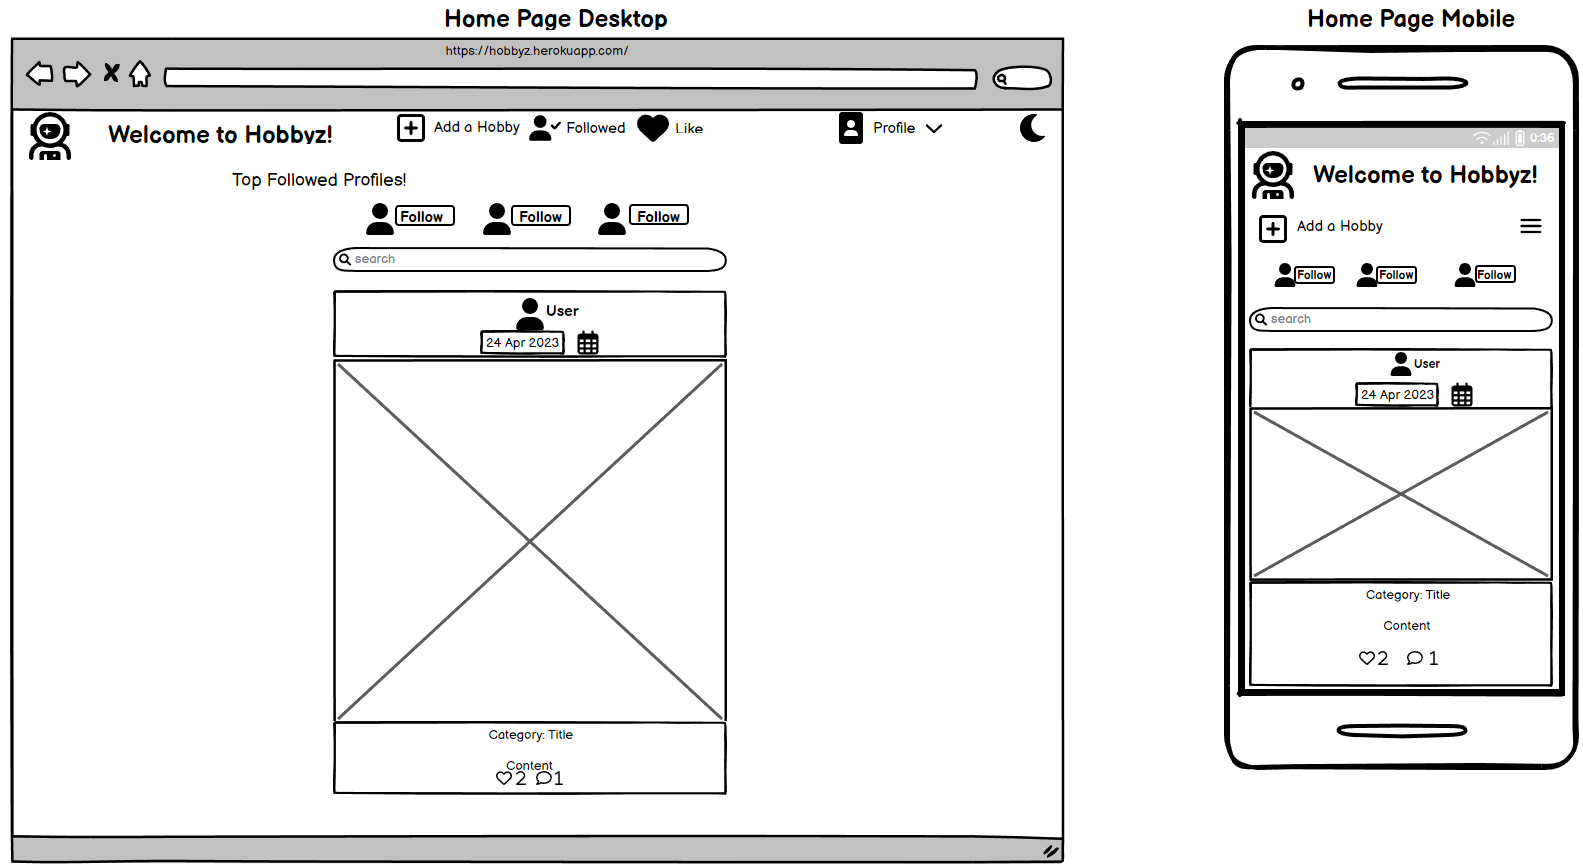 Home Page Desktop
https://hobbyz.herokuapp.com/
Welcome to Hobbyz!
Add a Hobby
Followed
Like
Profile
Top Followed Profiles!
Follow
Follow
Follow
search
User
24 Apr 2023
Category: Title
Content
2
1
Home Page Mobile
0:36
Welcome to Hobbyz!
Add a Hobby
Follow
Follow
Follow
search
User
24 Apr 2023
Category: Title
Content
2
1